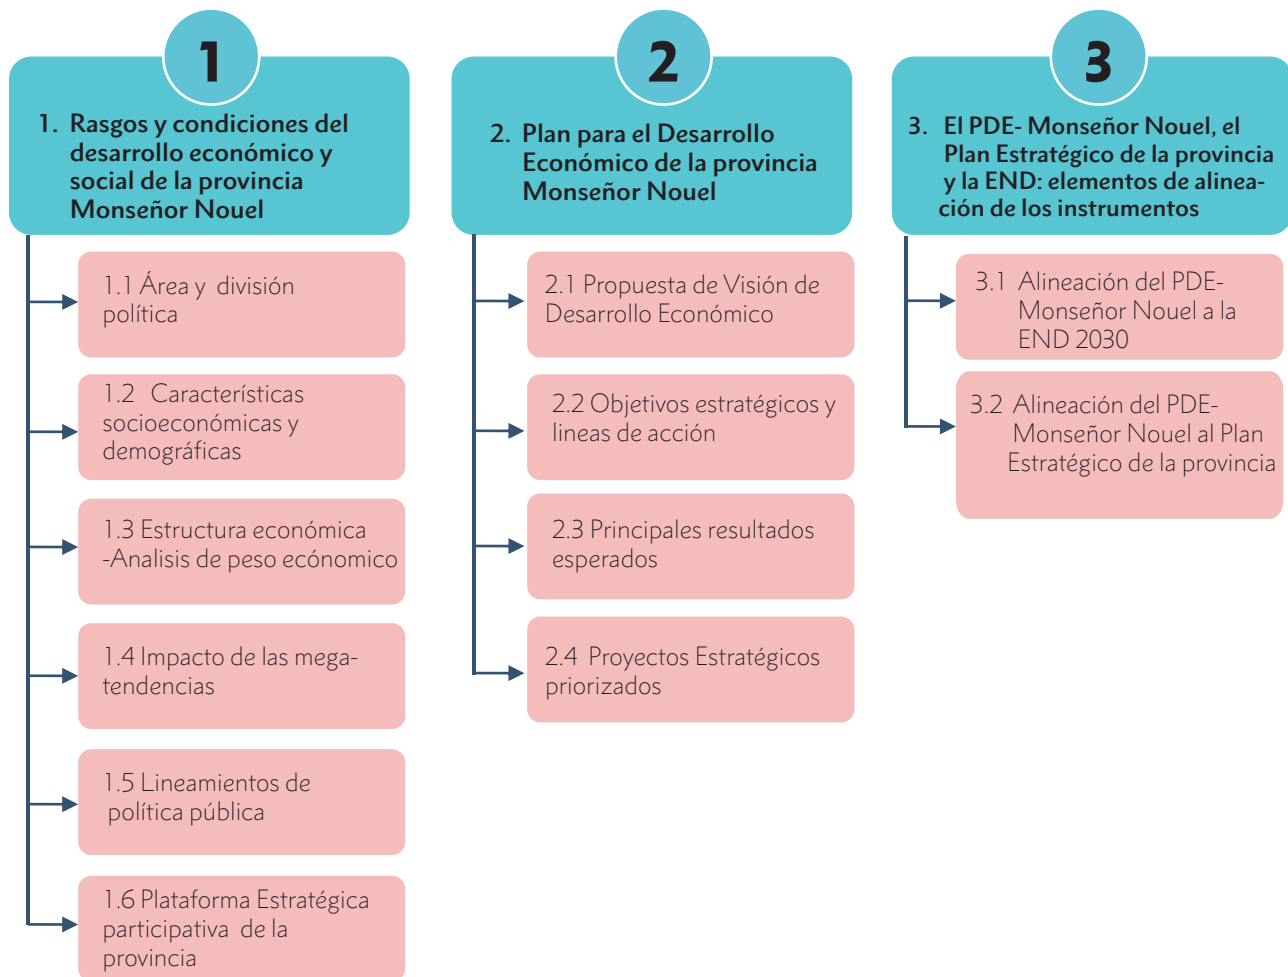 1
1. Rasgos y condiciones del
desarrollo económico y
social de la provincia
Monseñor Nouel
1.1 Área y división
política
1.2 Características
socioeconómicas y
demográficas
1.3 Estructura económica
-Analisis de peso ecónomico
1.4 Impacto de las mega-
tendencias
1.5 Lineamientos de
política pública
1.6 Plataforma Estratégica
participativa de la
provincia
2
2. Plan para el Desarrollo
Económico de la provincia
Monseñor Nouel
2.1 Propuesta de Visión de
Desarrollo Económico
2.2 Objetivos estratégicos y
lineas de acción
2.3 Principales resultados
esperados
2.4 Proyectos Estratégicos
priorizados
3
3. El PDE- Monseñor Nouel, el
Plan Estratégico de la provincia
y la END: elementos de alinea-
ción de los instrumentos
3.1 Alineación del PDE-
Monseñor Nouel a la
END 2030
3.2 Alineación del PDE-
Monseñor Nouel al Plan
Estratégico de la provincia